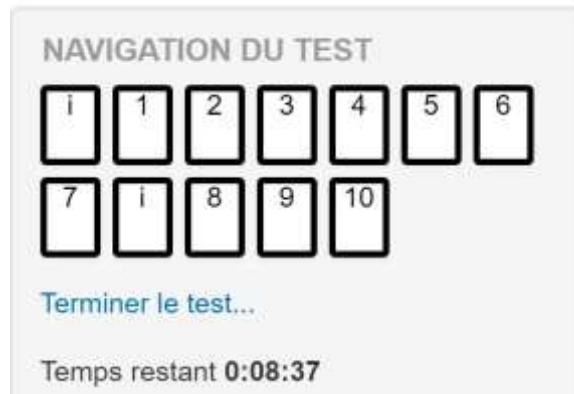 NAVIGATION DU TEST
i 1 2 3 4 5 6
7 i 8 9 10
Terminer le test...
Temps restant 0:08:37